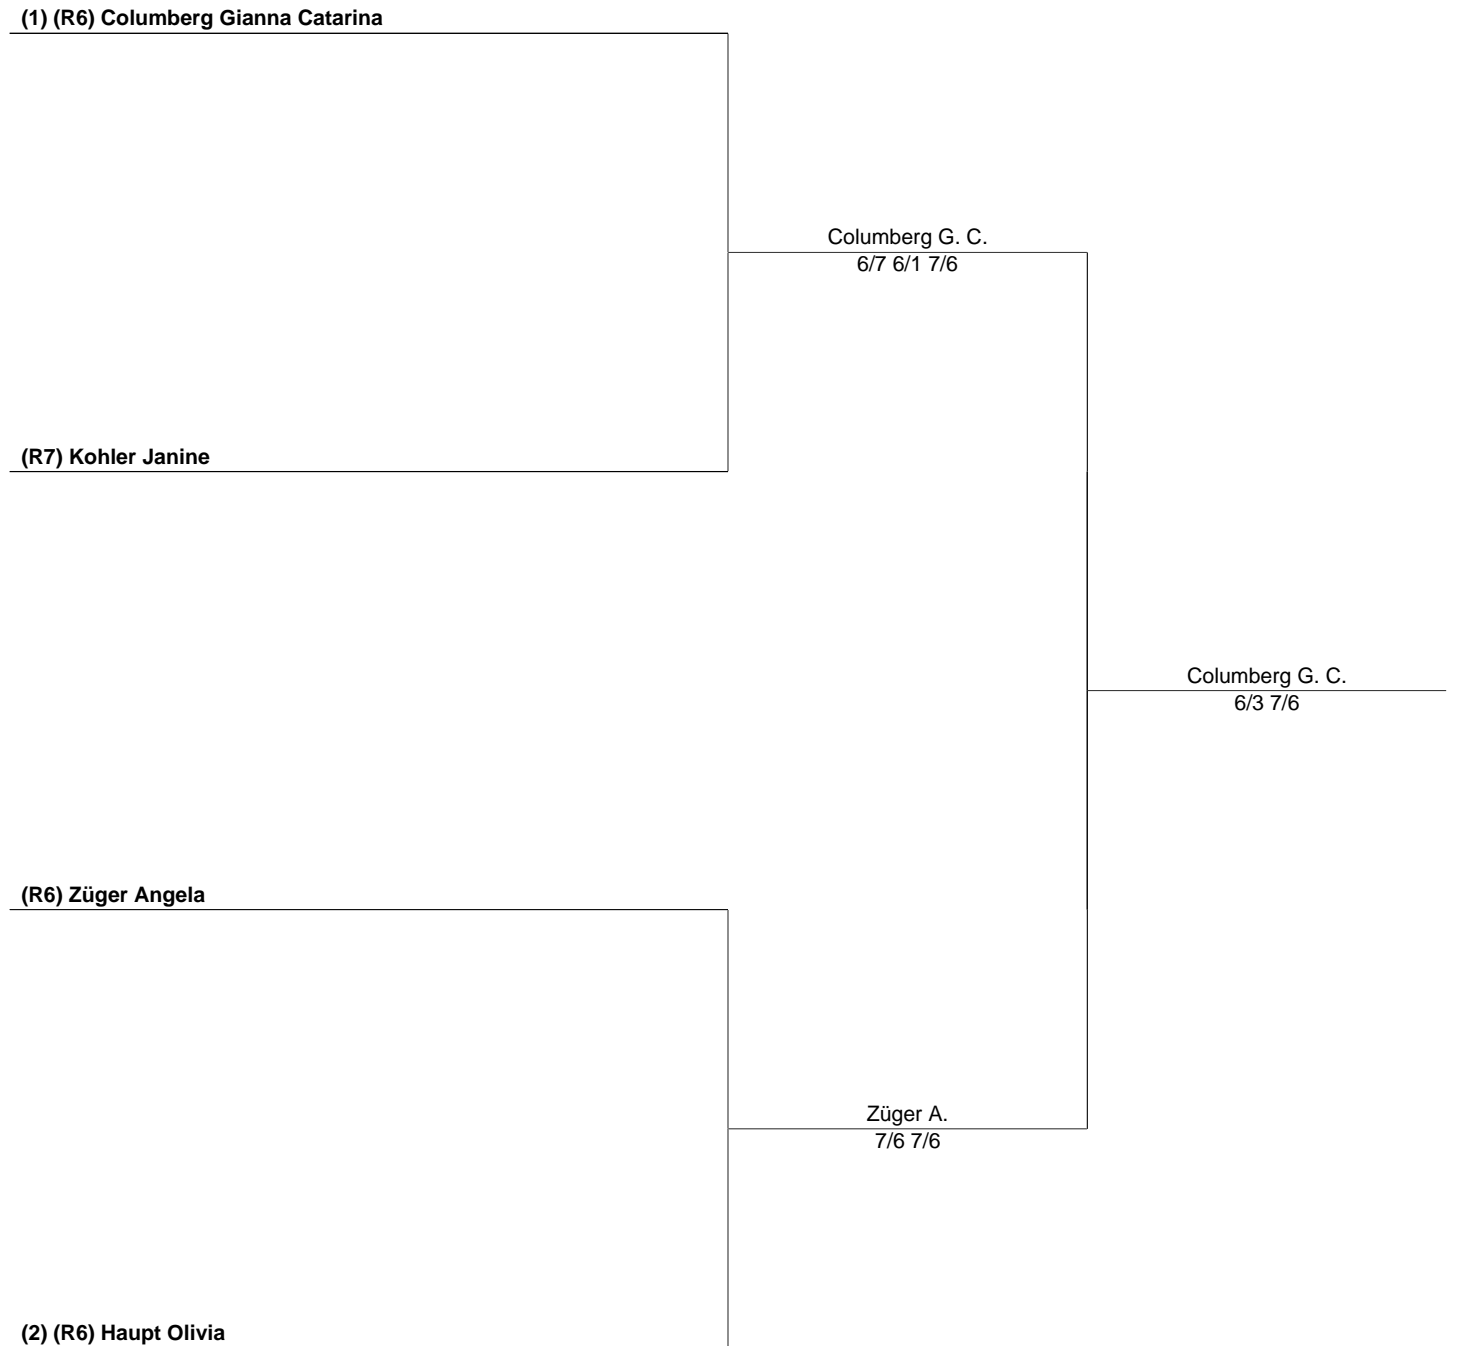 (1) (R6) Columberg Gianna Catarina
Columberg G. C.
6/7 6/1 7/6
(R7) Kohler Janine
Columberg G. C.
6/3 7/6
(R6) Züger Angela
Züger A.
7/6 7/6
(2) (R6) Haupt Olivia